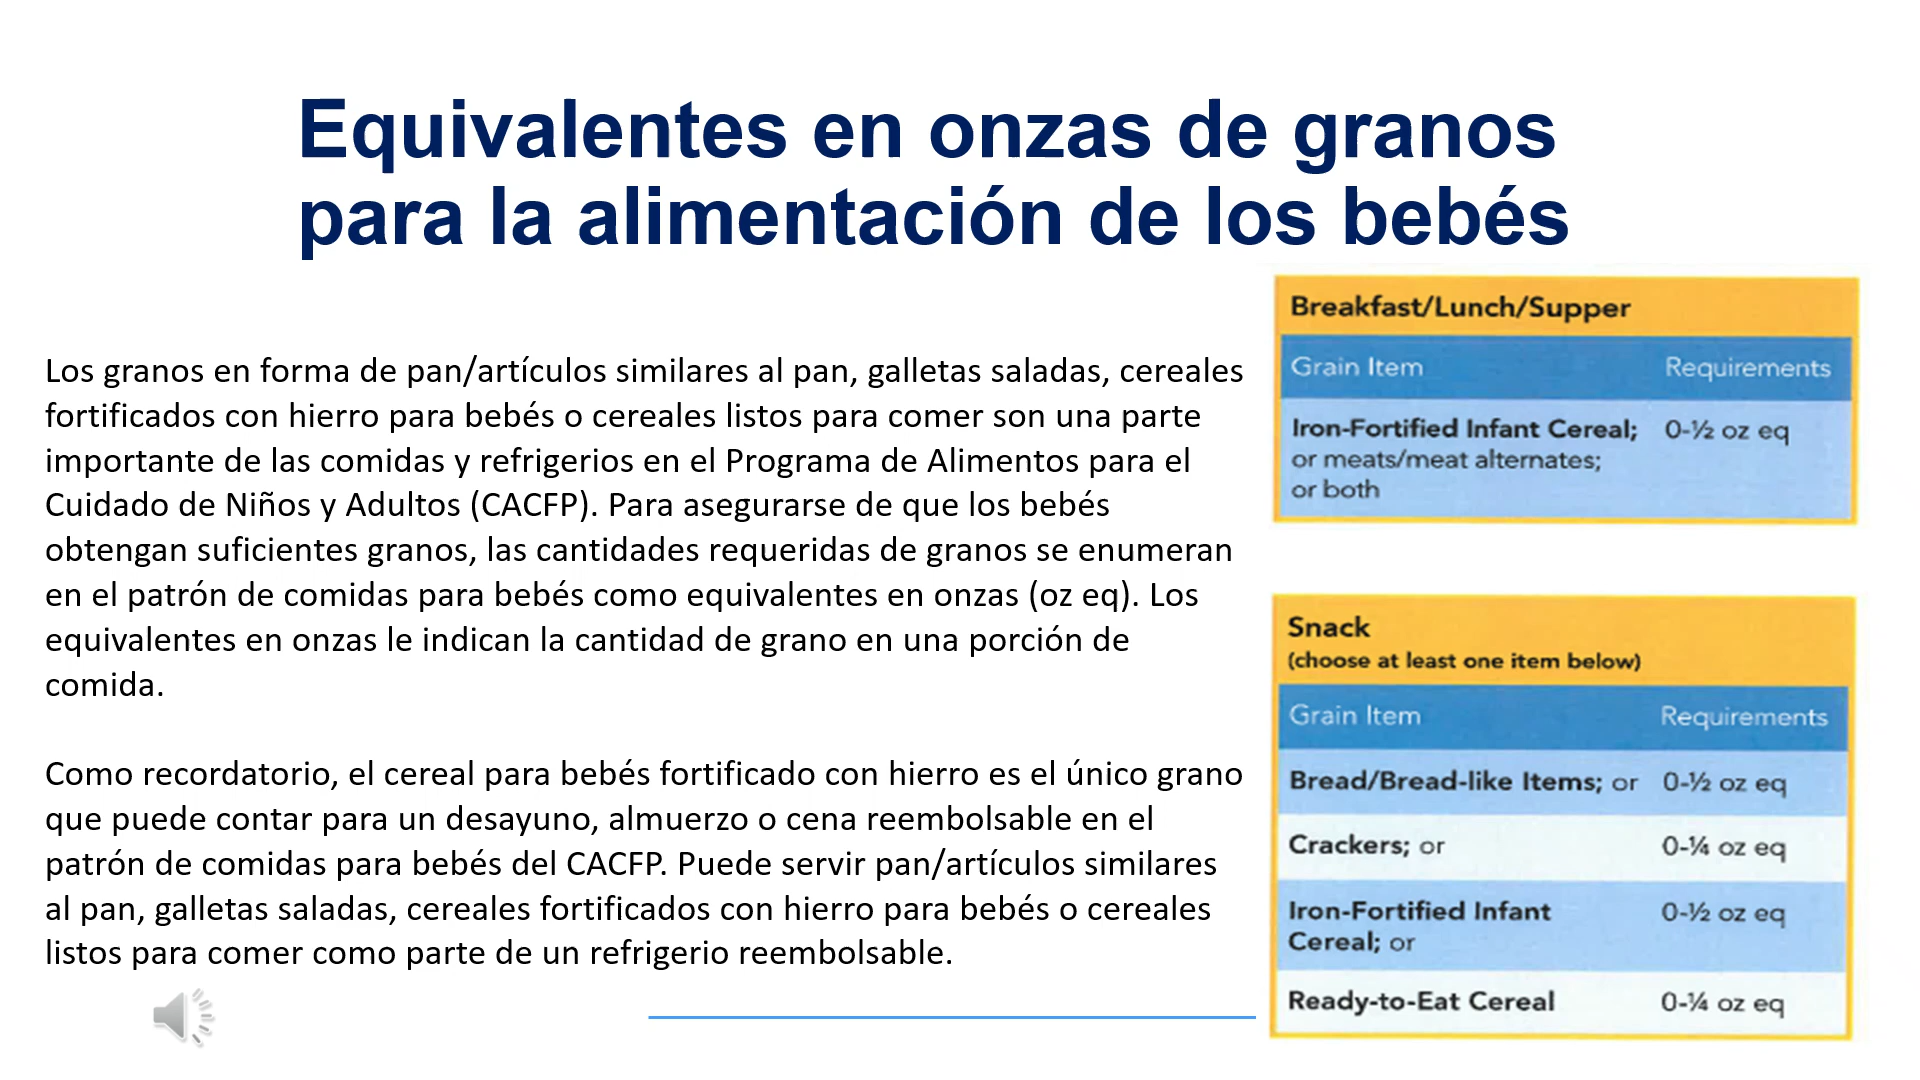 Equivalentes en onzas de granos
para la alimentación de los bebés
Los granos en forma de pan/artículos similares al pan, galletas saladas, cereales
fortificados con hierro para bebés o cereales listos para comer son una parte
importante de las comidas y refrigerios en el Programa de Alimentos para el
Cuidado de Niños y Adultos (CACFP). Para asegurarse de que los bebés
obtengan suficientes granos, las cantidades requeridas de granos se enumeran
en el patrón de comidas para bebés como equivalentes en onzas (oz eq). Los
equivalentes en onzas le indican la cantidad de grano en una porción de
comida.
Como recordatorio, el cereal para bebés fortificado con hierro es el único grano
que puede contar para un desayuno, almuerzo o cena reembolsable en el
patrón de comidas para bebés del CACFP. Puede servir pan/artículos similares
al pan, galletas saladas, cereales fortificados con hierro para bebés o cereales
listos para comer como parte de un refrigerio reembolsable.
Breakfast/Lunch/Supper
Grain Item Requirements
Iron-Fortified Infant Cereal; 0-½ oz eq
or meats/meat alternates;
or both
Snack
(choose at least one item below)
Grain Item Requirements
Bread/Bread-like Items; or 0-½ oz eq
Crackers; or 0-¼ oz eq
Iron-Fortified Infant 0-½ oz eq
Cereal; or
Ready-to-Eat Cereal 0-¼ oz eq